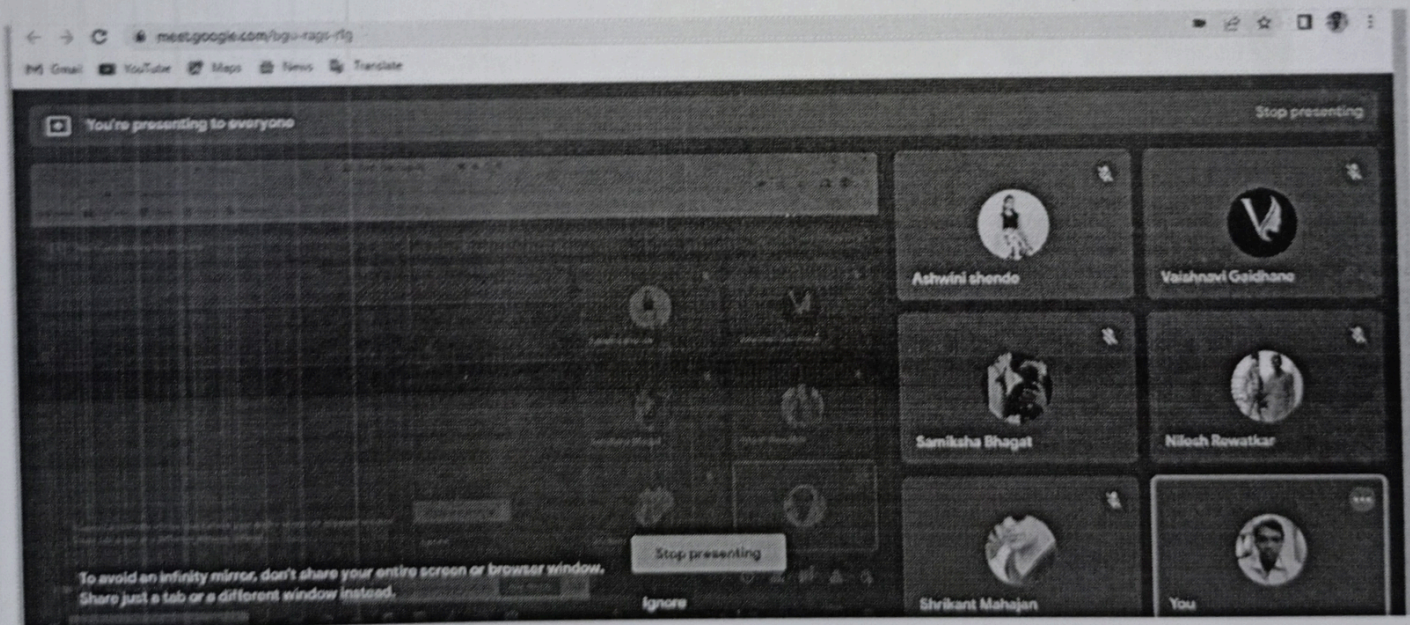 meet.google.com/bgu-rags-rfg
Gmail YouTube Maps News Translate
You're presenting to everyone
Stop presenting
Ashwini shende
Vaishnavi Gaidhane
Samiksha Bhagat
Nilesh Rewatkar
Stop presenting
To avoid an infinity mirror, don't share your entire screen or browser window.
Share just a tab or a different window instead.
Ignore
Shrikant Mahajan
You